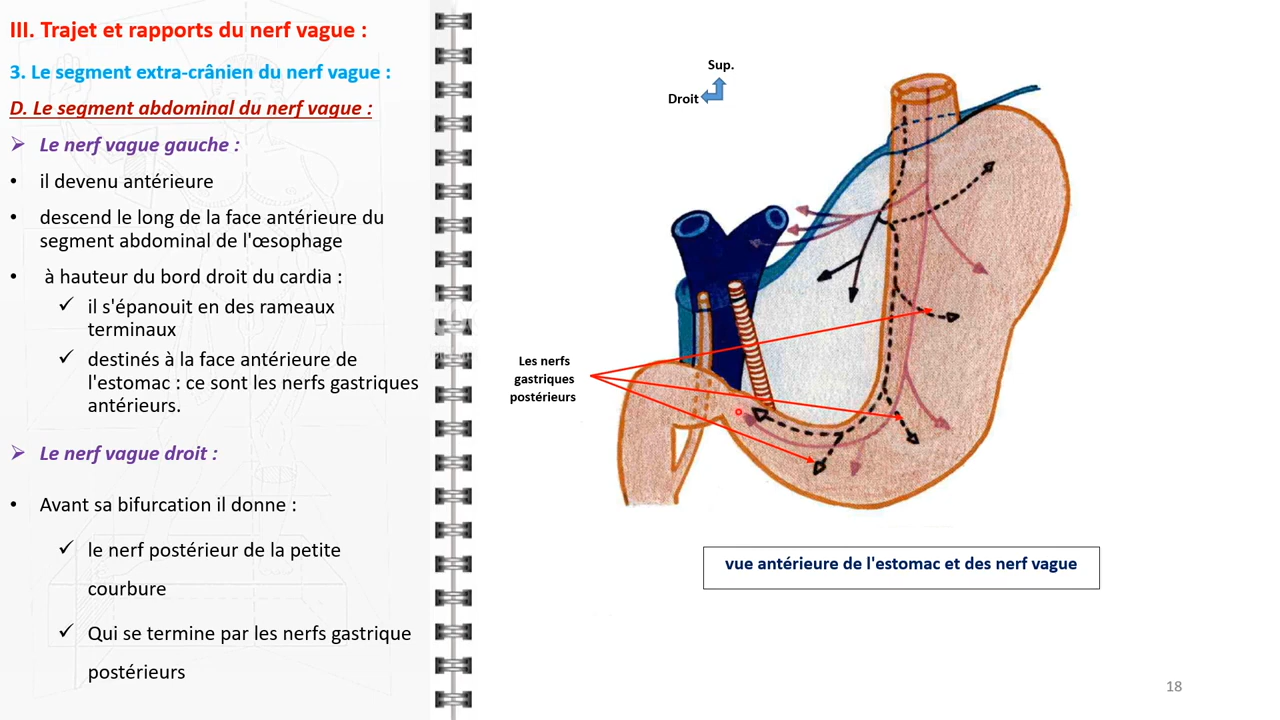 III. Trajet et rapports du nerf vague :
3. Le segment extra-crânien du nerf vague :
D. Le segment abdominal du nerf vague :
➢ Le nerf vague gauche :
• il devenu antérieure
• descend le long de la face antérieure du
segment abdominal de l'œsophage
• à hauteur du bord droit du cardia :
✓ il s'épanouit en des rameaux
terminaux
✓ destinés à la face antérieure de
l'estomac : ce sont les nerfs gastriques
antérieurs.
➢ Le nerf vague droit :
• Avant sa bifurcation il donne :
✓ le nerf postérieur de la petite
courbure
✓ Qui se termine par les nerfs gastrique
postérieurs
Sup.
Droit
Les nerfs
gastriques
postérieurs
vue antérieure de l'estomac et des nerf vague
18